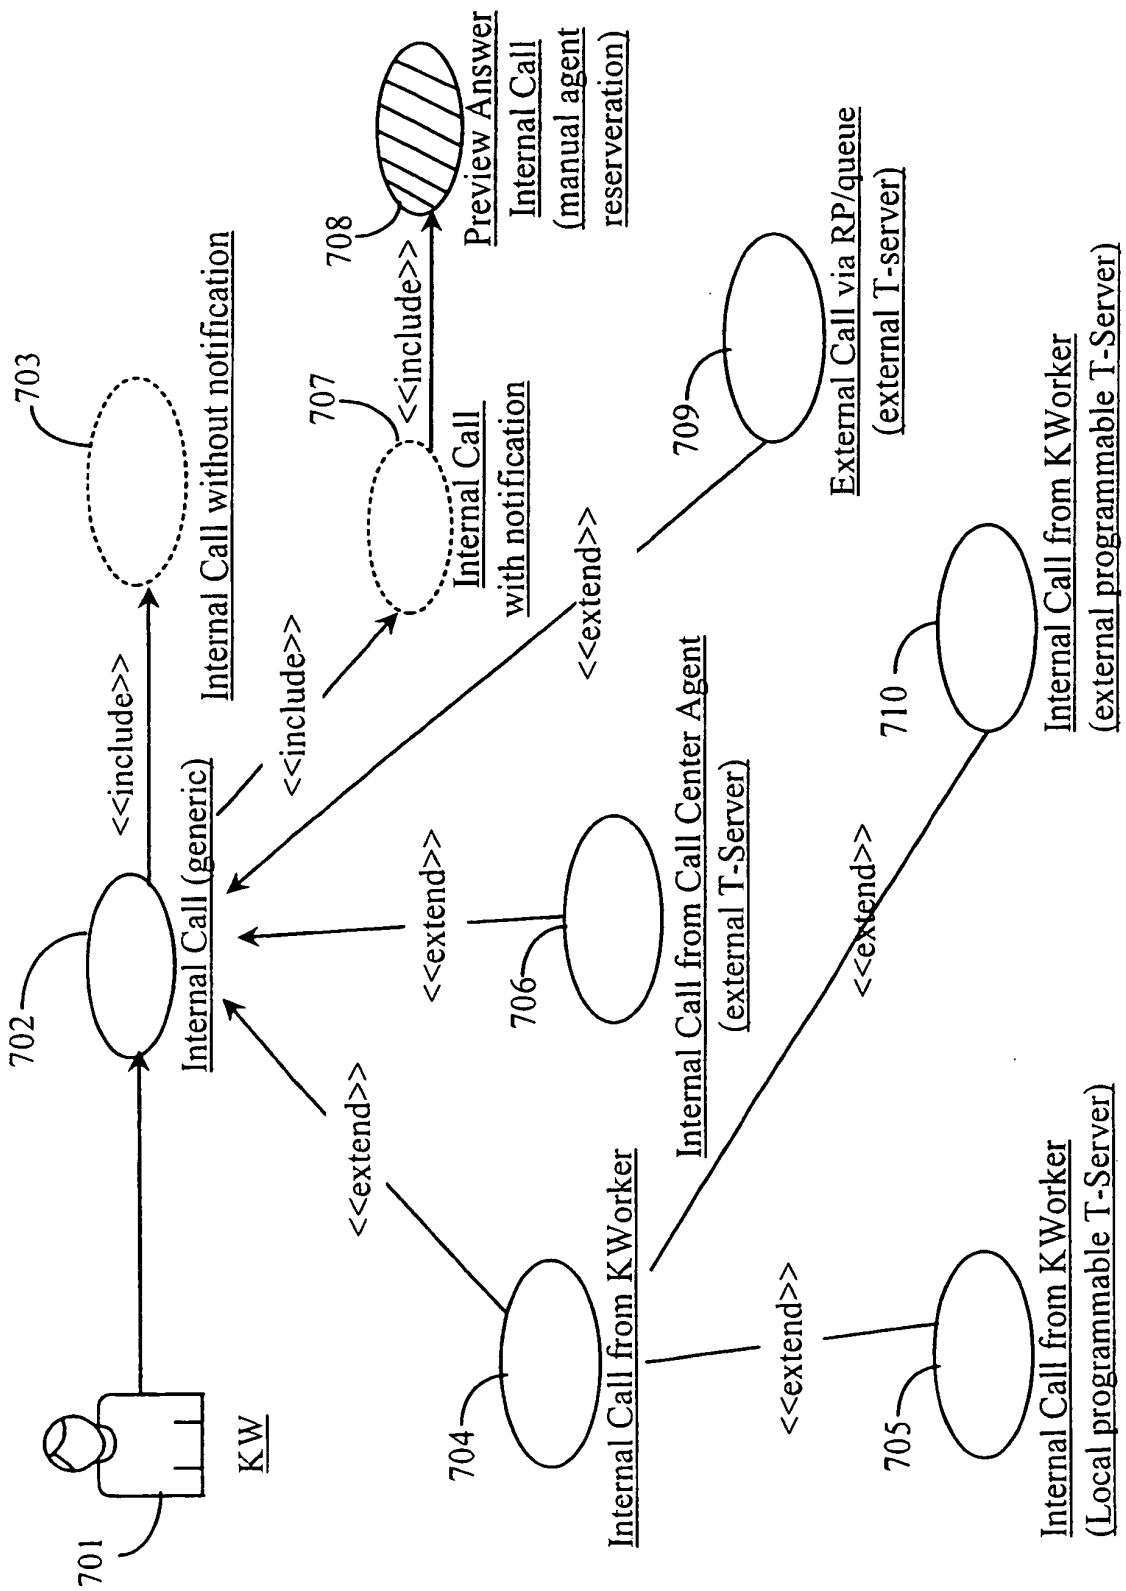 701
KW
702
Internal Call (generic)
<<include>>
703
Internal Call without notification
<<include>>
707
Internal Call
with notification
<<include>>
708
Preview Answer
Internal Call
(manual agent
reserveration)
<<extend>>
704
Internal Call from KWorker
<<extend>>
706
Internal Call from Call Center Agent
(external T-Server)
<<extend>>
709
External Call via RP/queue
(external T-server)
<<extend>>
705
Internal Call from KWorker
(Local programmable T-Server)
<<extend>>
710
Internal Call from KWorker
(external programmable T-Server)